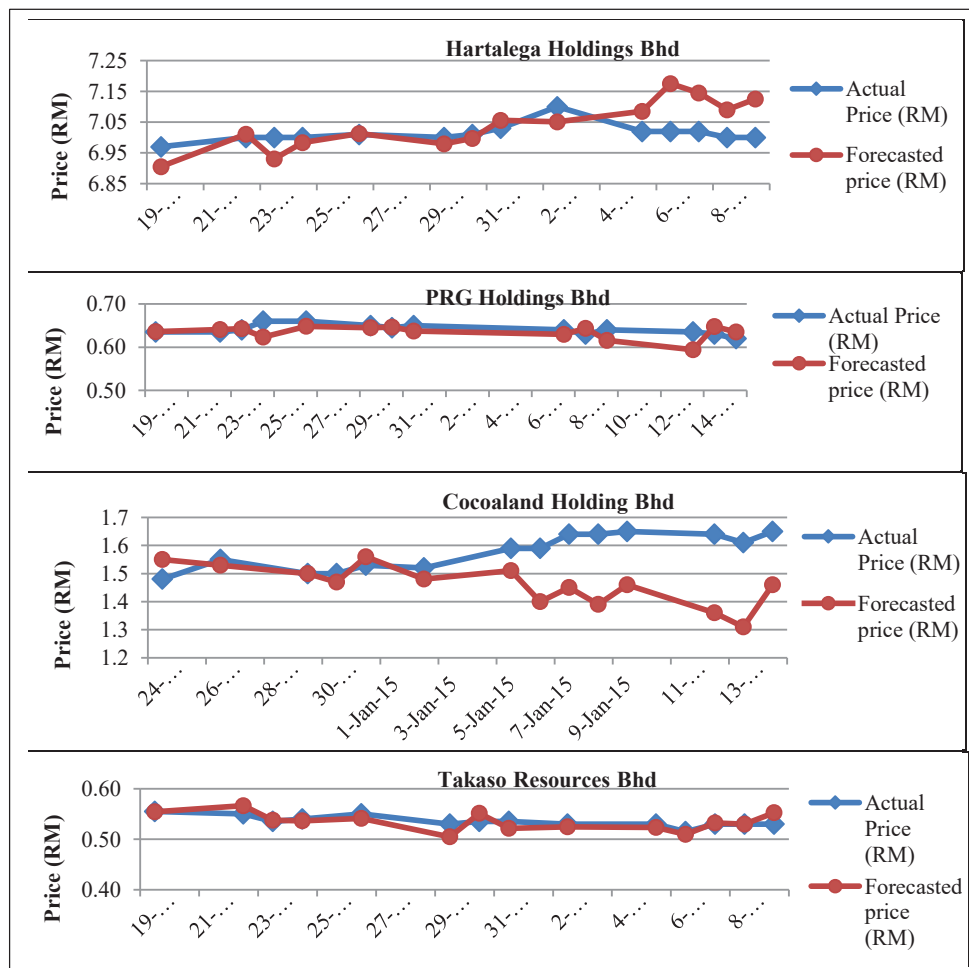 Hartalega Holdings Bhd
Price (RM)
7.25
7.15
7.05
6.95
6.85
19-...
21-...
23-...
25-...
27-...
29-...
31-...
2-...
4-...
6-...
8-...
Actual
Price (RM)
Forecasted
price (RM)
PRG Holdings Bhd
Price (RM)
0.70
0.60
0.50
19-...
21-...
23-...
25-...
27-...
29-...
31-...
2-...
4-...
6-...
8-...
10-...
12-...
14-...
Actual Price
(RM)
Forecasted
price (RM)
Cocoaland Holding Bhd
Price (RM)
1.7
1.6
1.5
1.4
1.3
1.2
24-...
26-...
28-...
30-...
1-Jan-15
3-Jan-15
5-Jan-15
7-Jan-15
9-Jan-15
11-...
13-...
Actual
Price (RM)
Forecasted
price (RM)
Takaso Resources Bhd
Price (RM)
0.60
0.50
0.40
19-...
21-...
23-...
25-...
27-...
29-...
31-...
2-...
4-...
6-...
8-...
Actual
Price
(RM)
Forecasted
price
(RM)